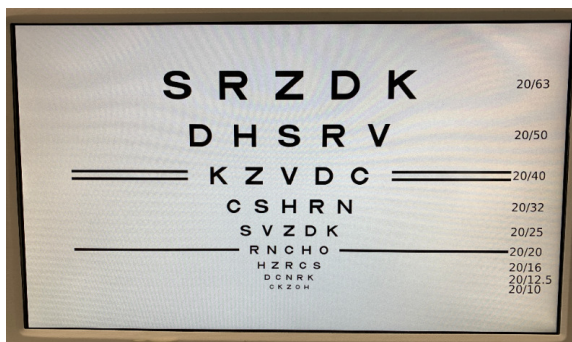 S R Z D K 20/63
D H S R V 20/50
K Z V D C 20/40
C S H R N 20/32
S V Z D K 20/25
R N C H O 20/20
H Z R C S 20/16
D C N R K 20/12.5
C K Z O H 20/10